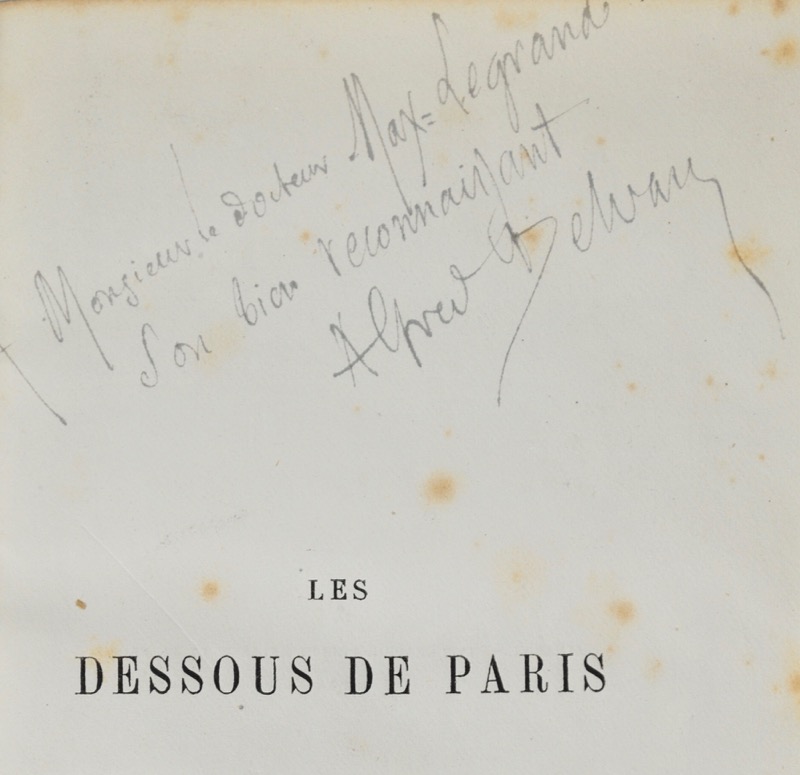 Monsieur le docteur Max=Legrand
Son bien reconnaissant
Alfred Delvau
LES
DESSOUS DE PARIS